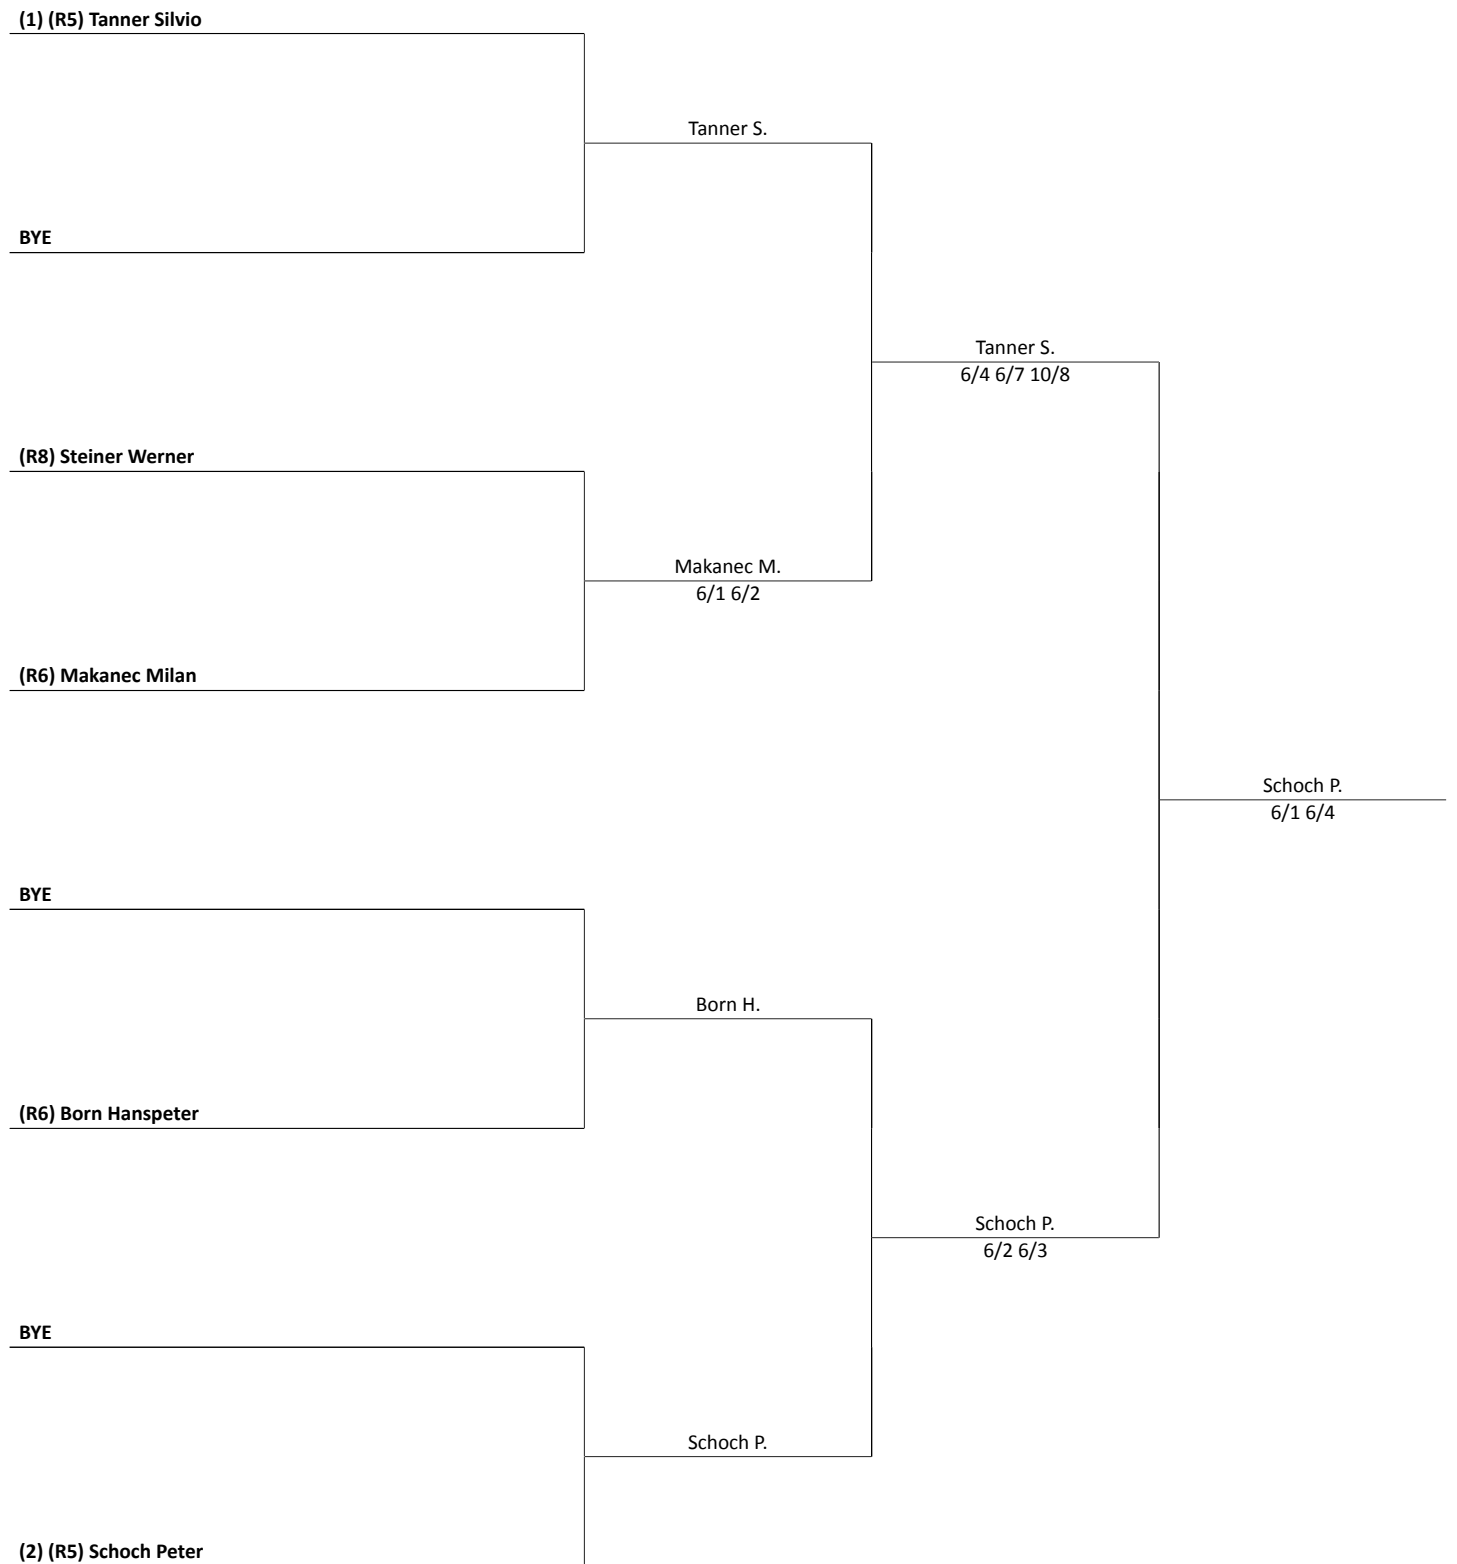 (1) (R5) Tanner Silvio
Tanner S.
BYE
Tanner S.
6/4 6/7 10/8
(R8) Steiner Werner
Makanec M.
6/1 6/2
(R6) Makanec Milan
Schoch P.
6/1 6/4
BYE
Born H.
(R6) Born Hanspeter
Schoch P.
6/2 6/3
BYE
Schoch P.
(2) (R5) Schoch Peter